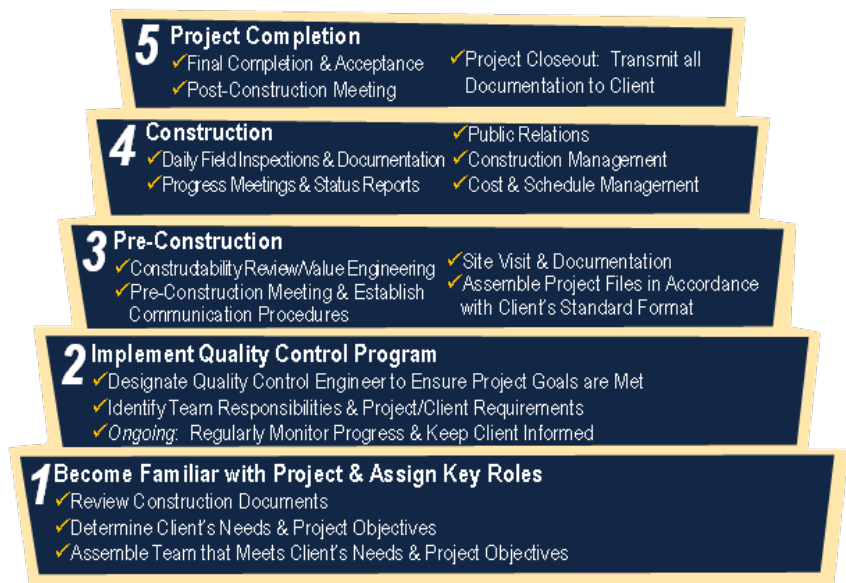 5 Project Completion
✓Final Completion & Acceptance
✓Post-Construction Meeting
✓Project Closeout: Transmit all
Documentation to Client
4 Construction
✓Daily Field Inspections & Documentation
✓Progress Meetings & Status Reports
✓Public Relations
✓Construction Management
✓Cost & Schedule Management
3 Pre-Construction
✓Constructability Review/Value Engineering
✓Pre-Construction Meeting & Establish
Communication Procedures
✓Site Visit & Documentation
✓Assemble Project Files in Accordance
with Client's Standard Format
2 Implement Quality Control Program
✓Designate Quality Control Engineer to Ensure Project Goals are Met
✓Identify Team Responsibilities & Project/Client Requirements
✓Ongoing: Regularly Monitor Progress & Keep Client Informed
1 Become Familiar with Project & Assign Key Roles
✓Review Construction Documents
✓Determine Client's Needs & Project Objectives
✓Assemble Team that Meets Client's Needs & Project Objectives